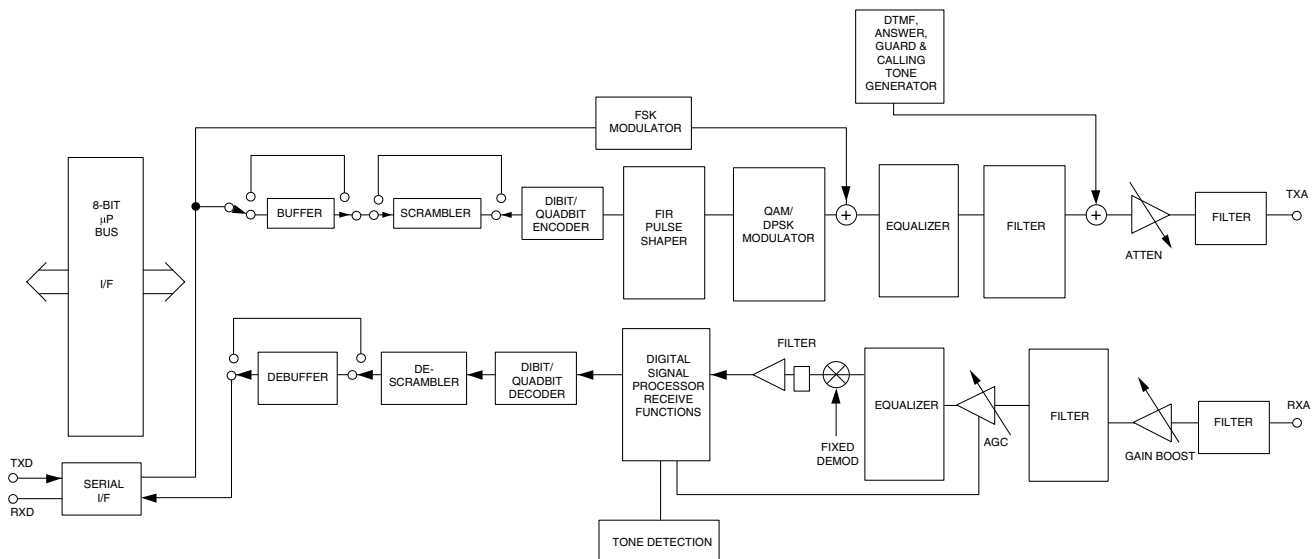 DTMF,
ANSWER,
GUARD &
CALLING
TONE
GENERATOR
FSK
MODULATOR
8-BIT
µP
BUS
I/F
BUFFER
SCRAMBLER
DIBIT/
QUADBIT
ENCODER
FIR
PULSE
SHAPER
QAM/
DPSK
MODULATOR
+
EQUALIZER
FILTER
+
ATTEN
FILTER
TXA
DEBUFFER
DE-
SCRAMBLER
DIBIT/
QUADBIT
DECODER
DIGITAL
SIGNAL
PROCESSOR
RECEIVE
FUNCTIONS
FILTER
FIXED
DEMOD
EQUALIZER
AGC
FILTER
GAIN BOOST
FILTER
RXA
TXD
RXD
SERIAL
I/F
TONE DETECTION